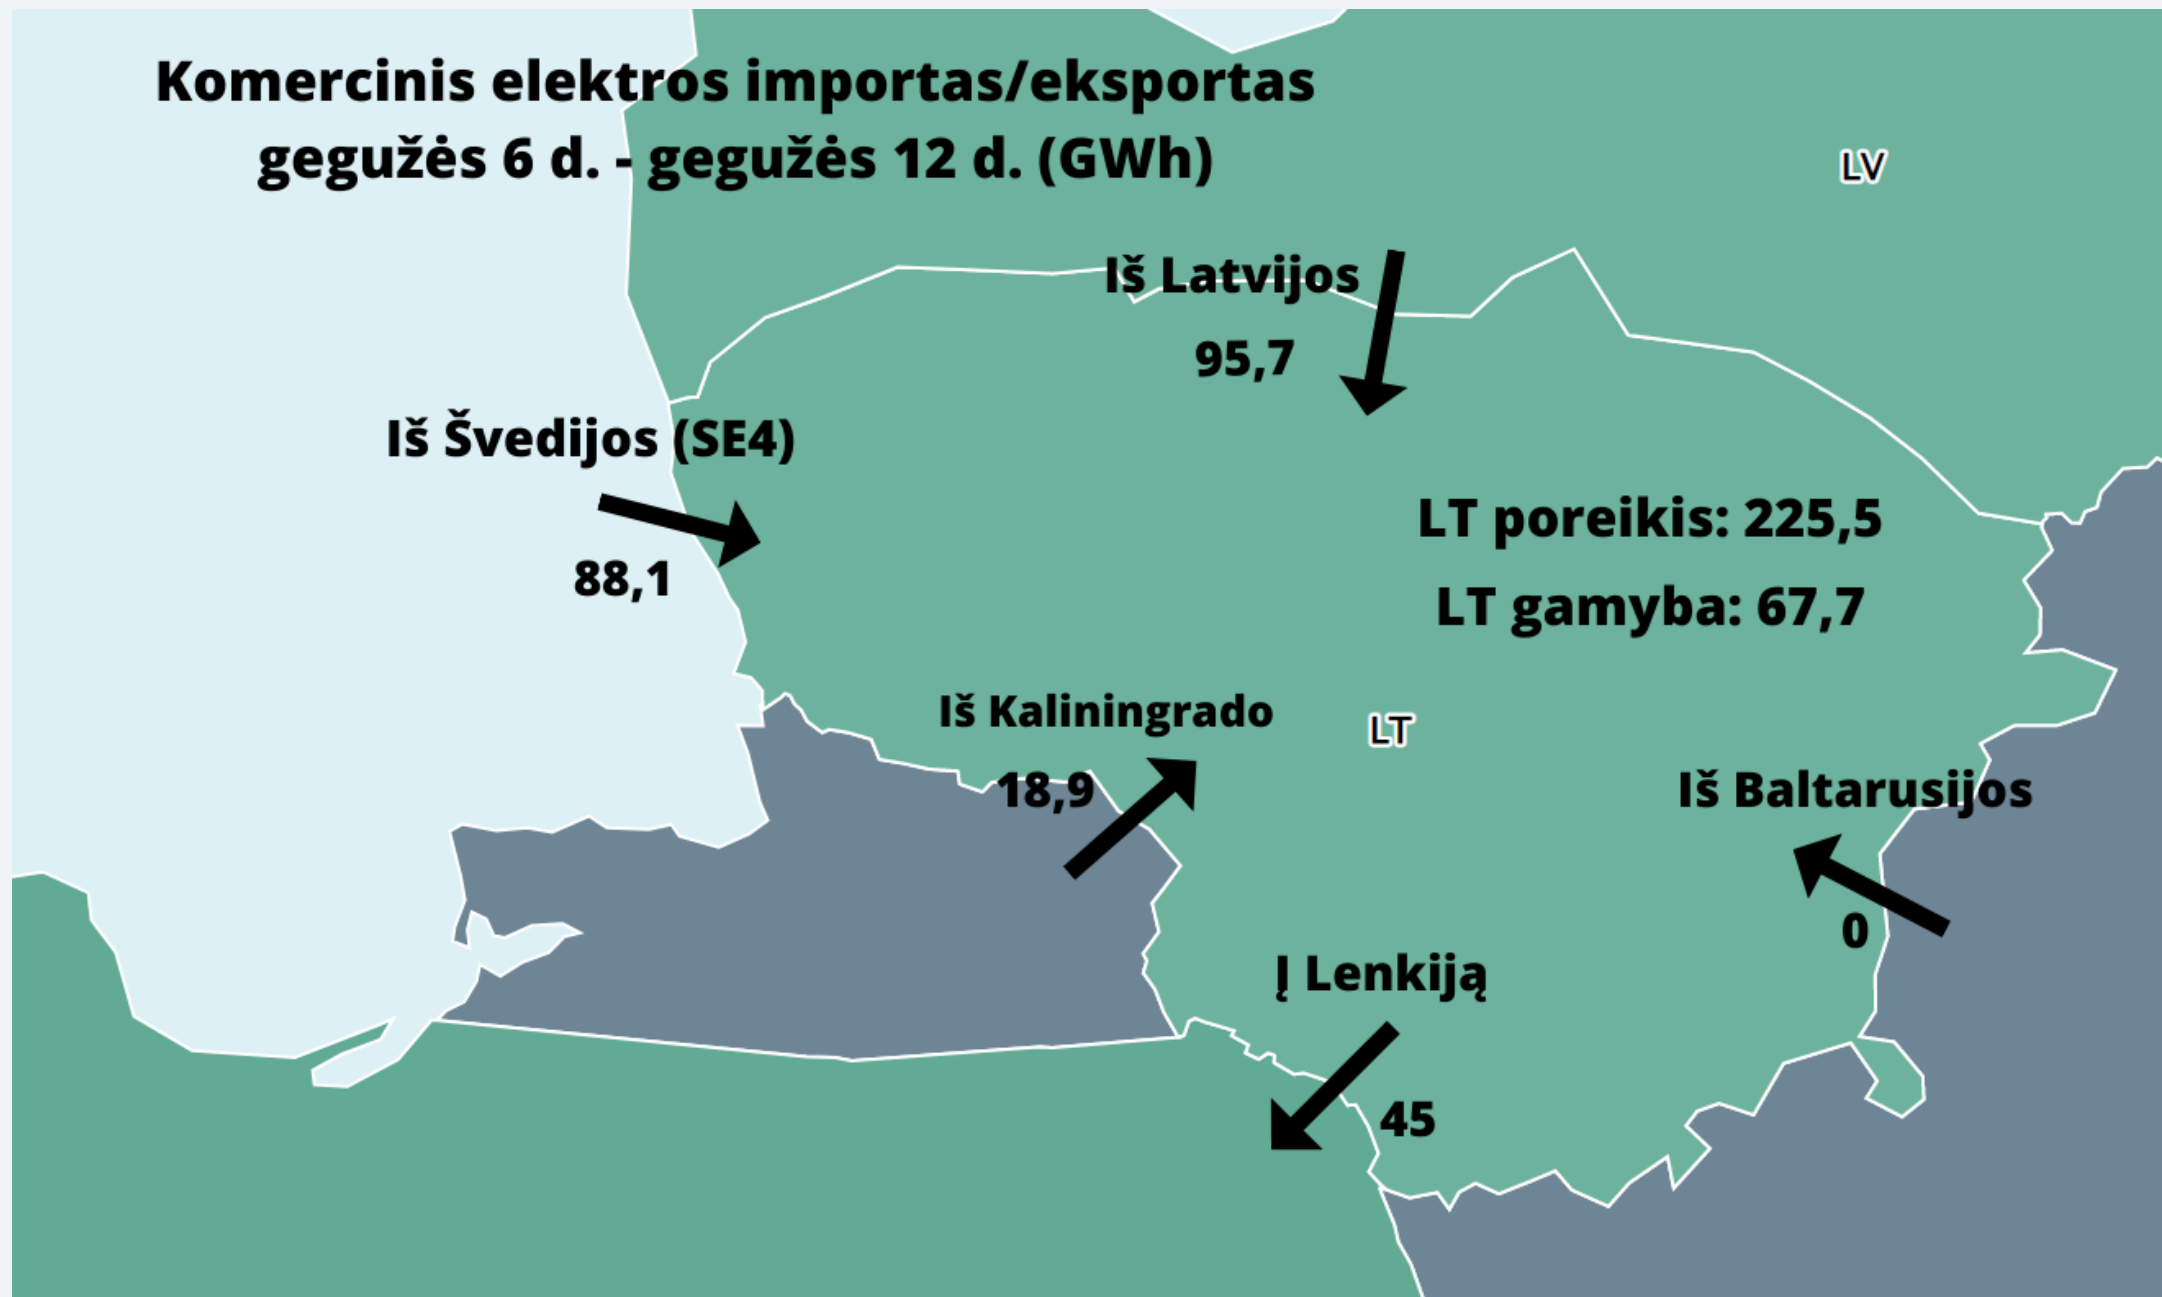 Komercinis elektros importas/eksportas
gegužės 6 d. - gegužės 12 d. (GWh)
LV
Iš Latvijos
95,7
Iš Švedijos (SE4)
88,1
LT poreikis: 225,5
LT gamyba: 67,7
Iš Kaliningrado
18,9
LT
Iš Baltarusijos
0
Į Lenkiją
45